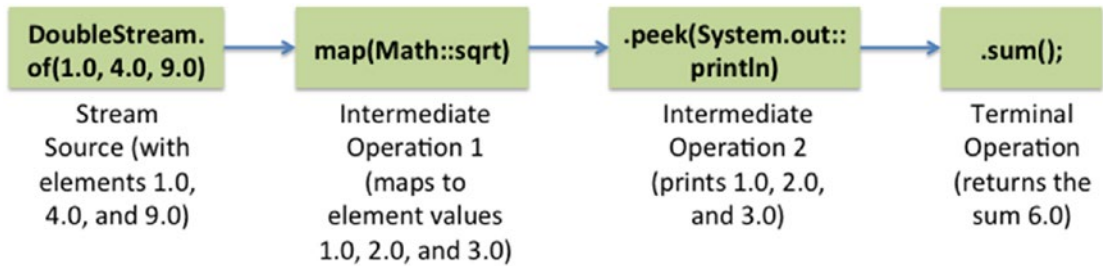 DoubleStream.
of(1.0, 4.0, 9.0)
map(Math::sqrt)
.peek(System.out::
println)
.sum();
Stream
Source (with
elements 1.0,
4.0, and 9.0)
Intermediate
Operation 1
(maps to
element values
1.0, 2.0, and 3.0)
Intermediate
Operation 2
(prints 1.0, 2.0,
and 3.0)
Terminal
Operation
(returns the
sum 6.0)